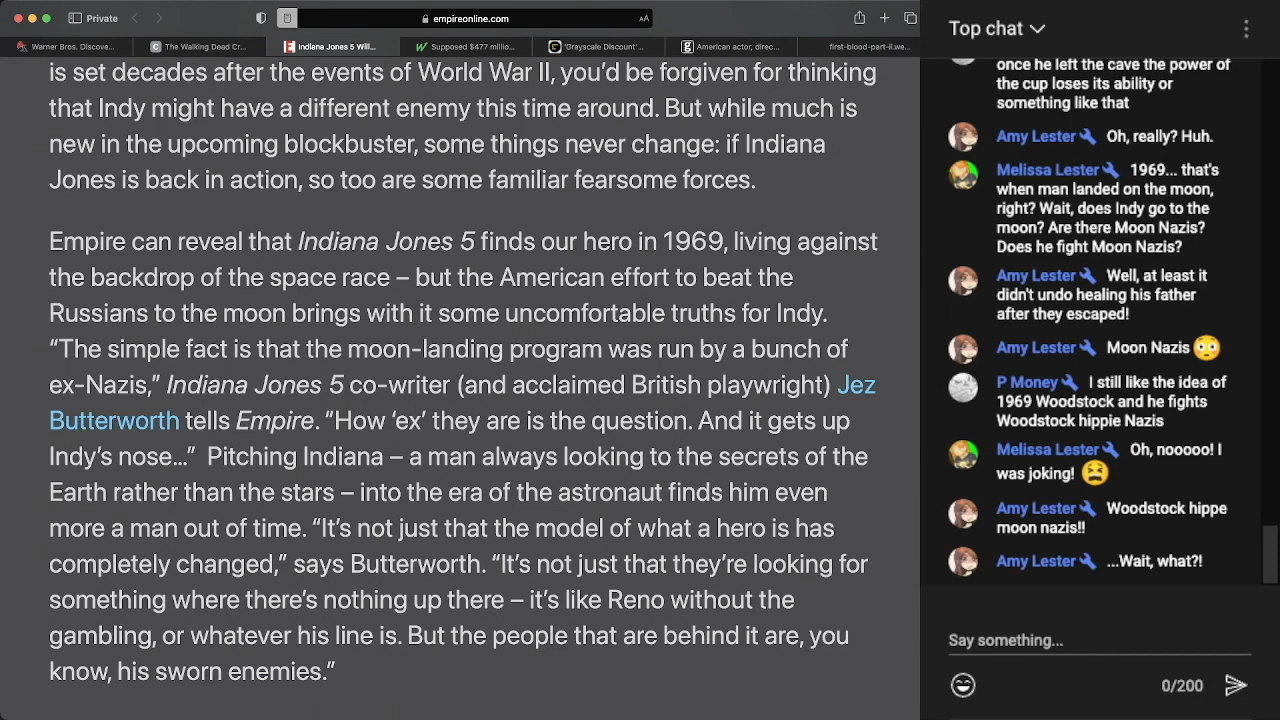 Private
empireonline.com
AA
Warner Bros. Discove...
The Walking Dead Cr...
Indiana Jones 5 Will...
Supposed $477 millio...
'Grayscale Discount'...
American actor, direc...
first-blood-part-ii.we...
is set decades after the events of World War II, you’d be forgiven for thinking
that Indy might have a different enemy this time around. But while much is
new in the upcoming blockbuster, some things never change: if Indiana
Jones is back in action, so too are some familiar fearsome forces.
Empire can reveal that Indiana Jones 5 finds our hero in 1969, living against
the backdrop of the space race – but the American effort to beat the
Russians to the moon brings with it some uncomfortable truths for Indy.
“The simple fact is that the moon-landing program was run by a bunch of
ex-Nazis,” Indiana Jones 5 co-writer (and acclaimed British playwright) Jez
Butterworth tells Empire. “How ‘ex’ they are is the question. And it gets up
Indy’s nose…” Pitching Indiana – a man always looking to the secrets of the
Earth rather than the stars – into the era of the astronaut finds him even
more a man out of time. “It’s not just that the model of what a hero is has
completely changed,” says Butterworth. “It’s not just that they’re looking for
something where there’s nothing up there – it’s like Reno without the
gambling, or whatever his line is. But the people that are behind it are, you
know, his sworn enemies.”
Top chat
once he left the cave the power of
the cup loses its ability or
something like that
Amy Lester Oh, really? Huh.
Melissa Lester 1969... that's
when man landed on the moon,
right? Wait, does Indy go to the
moon? Are there Moon Nazis?
Does he fight Moon Nazis?
Amy Lester Well, at least it
didn't undo healing his father
after they escaped!
Amy Lester Moon Nazis 😳
P Money I still like the idea of
1969 Woodstock and he fights
Woodstock hippie Nazis
Melissa Lester Oh, nooooo! I
was joking! 😫
Amy Lester Woodstock hippe
moon nazis!!
Amy Lester ...Wait, what?!
Say something...
0/200